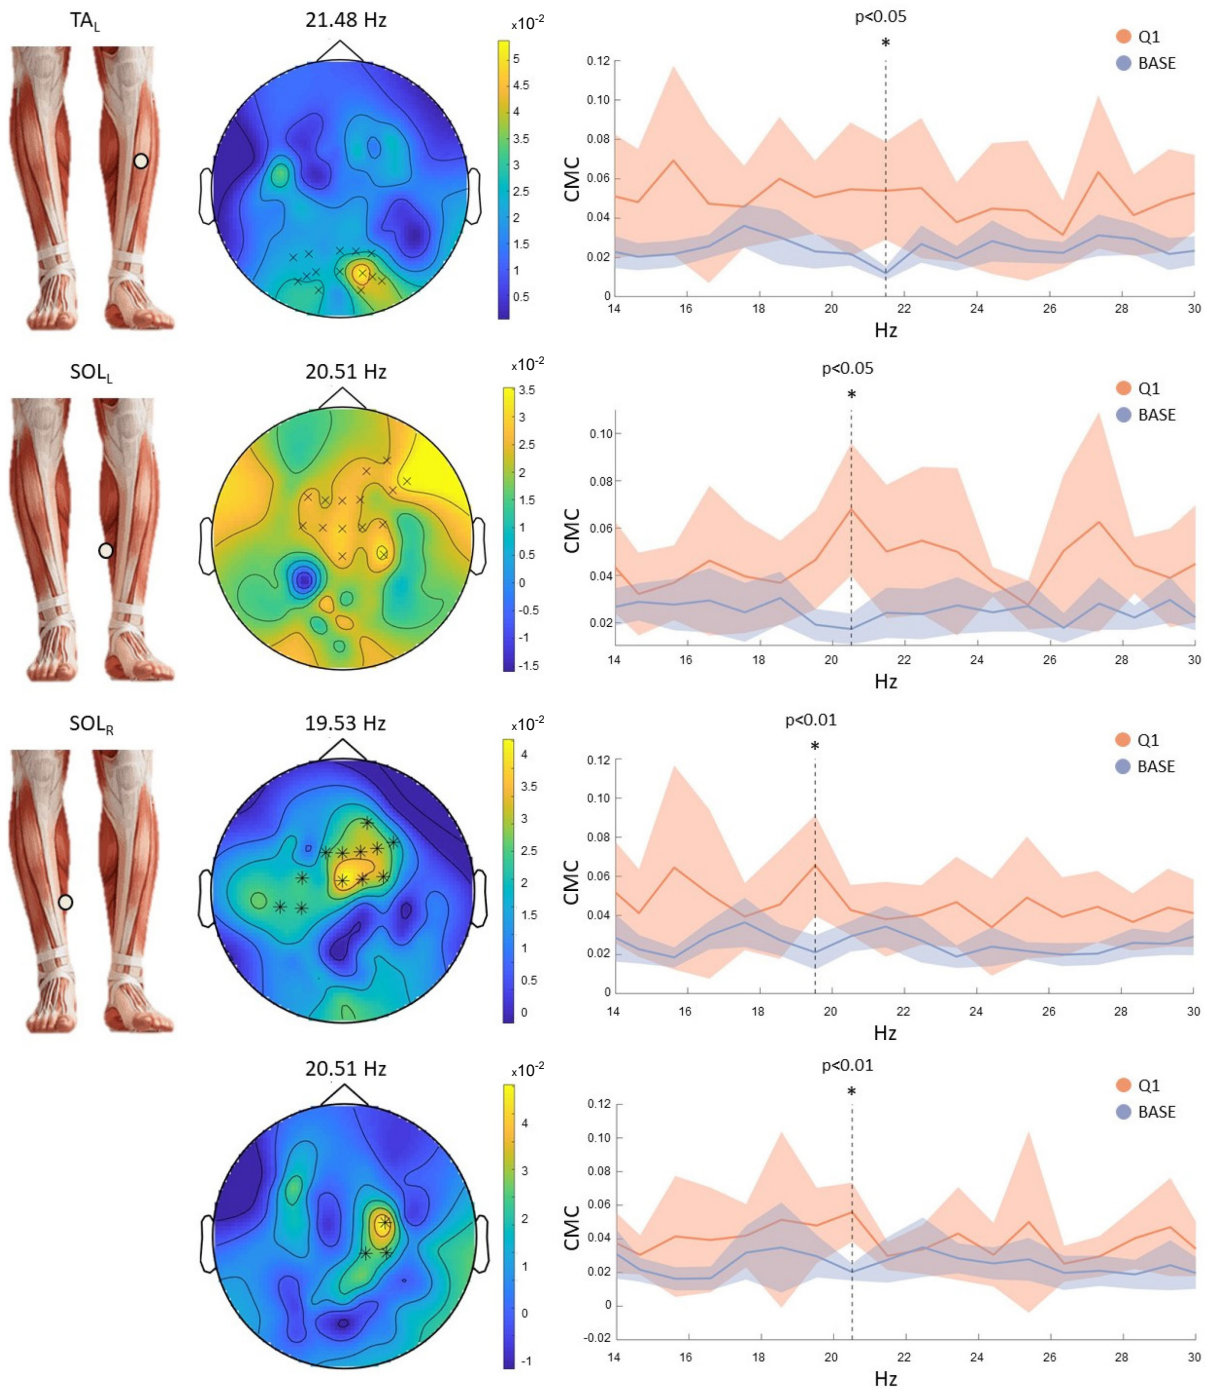 TA_L
21.48 Hz
x10^-2
5
4.5
4
3.5
3
2.5
2
1.5
1
0.5
p<0.05
*
Q1
BASE
CMC
0.12
0.10
0.08
0.06
0.04
0.02
0
14 16 18 20 22 24 26 28 30
Hz
SOL_L
20.51 Hz
x10^-2
3.5
3
2.5
2
1.5
1
0.5
0
-0.5
-1
-1.5
p<0.05
*
Q1
BASE
CMC
0.10
0.08
0.06
0.04
0.02
14 16 18 20 22 24 26 28 30
Hz
SOL_R
19.53 Hz
x10^-2
4
3.5
3
2.5
2
1.5
1
0.5
0
p<0.01
*
Q1
BASE
CMC
0.12
0.10
0.08
0.06
0.04
0.02
0
14 16 18 20 22 24 26 28 30
Hz
20.51 Hz
x10^-2
4
3
2
1
0
-1
p<0.01
*
Q1
BASE
CMC
0.12
0.10
0.08
0.06
0.04
0.02
0
-0.02
14 16 18 20 22 24 26 28 30
Hz